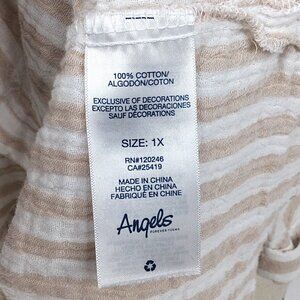 100% COTTON/
ALGODÓN/COTON
EXCLUSIVE OF DECORATIONS
EXCEPTO LAS DECORACIONES
SAUF DÉCORATIONS
SIZE: 1X
RN#120246
CA#25419
MADE IN CHINA
HECHO EN CHINA
FABRIQUÉ EN CHINE
Angels
FOREVER YOUNG